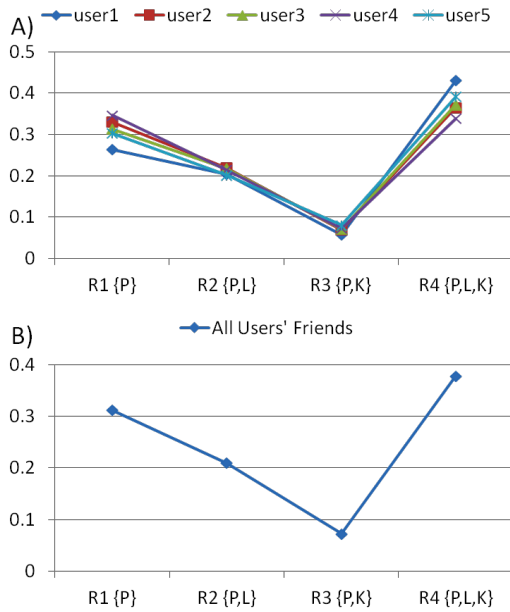 A)
user1 user2 user3 user4 user5
0.5
0.4
0.3
0.2
0.1
0
R1 {P} R2 {P,L} R3 {P,K} R4 {P,L,K}
B)
All Users' Friends
0.4
0.3
0.2
0.1
0
R1 {P} R2 {P,L} R3 {P,K} R4 {P,L,K}